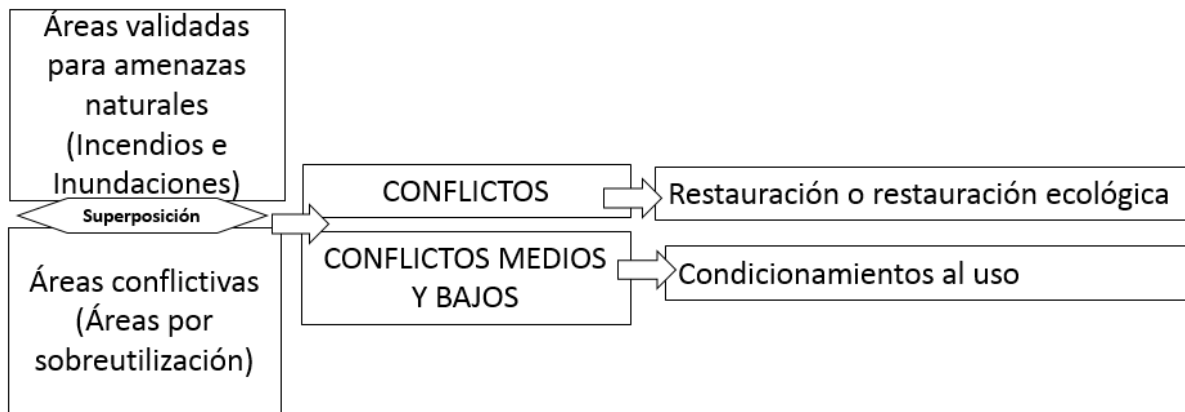 Áreas validadas
para amenazas
naturales
(Incendios e
Inundaciones)
Superposición
Áreas conflictivas
(Áreas por
sobreutilización)
CONFLICTOS
Restauración o restauración ecológica
CONFLICTOS MEDIOS
Y BAJOS
Condicionamientos al uso